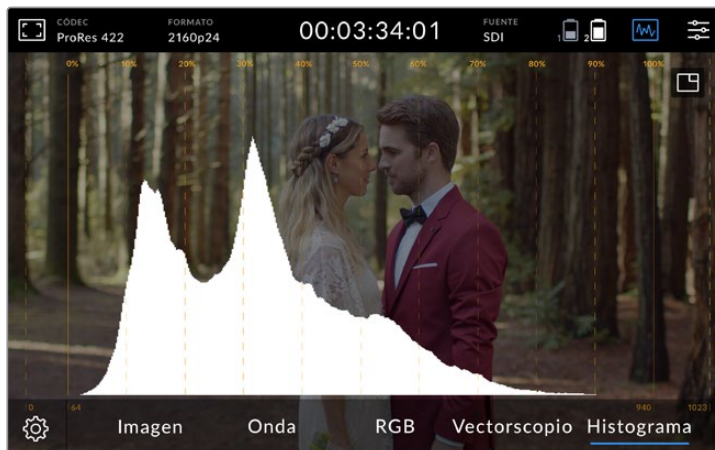 CÓDEC FORMATO FUENTE
ProRes 422 2160p24 00:03:34:01 SDI 1 2
0% 10% 20% 30% 40% 50% 60% 70% 80% 90% 100%
0 64 940 1023
Imagen Onda RGB Vectorscopio Histograma